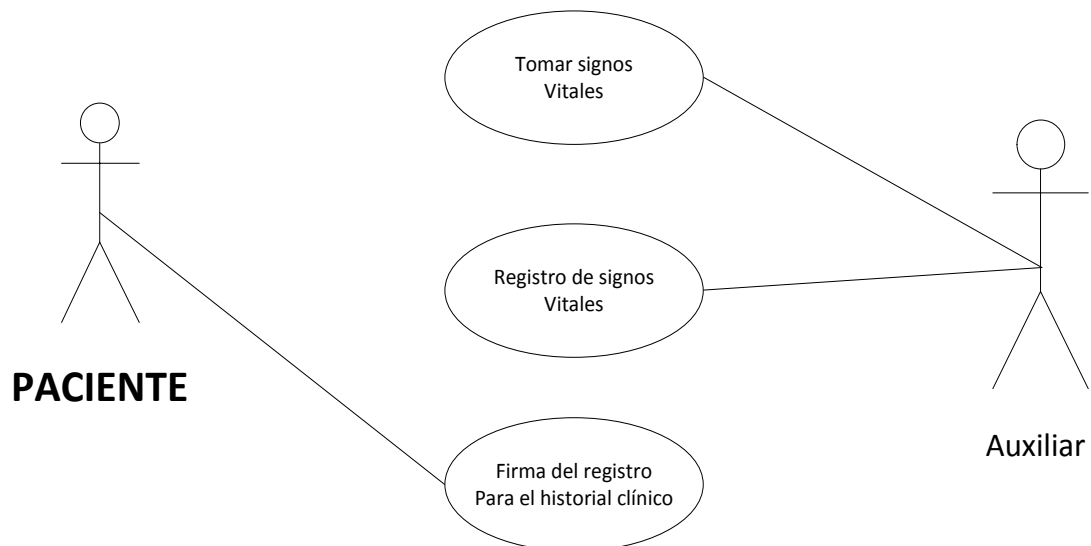 Tomar signos
Vitales
Registro de signos
Vitales
PACIENTE
Auxiliar
Firma del registro
Para el historial clínico